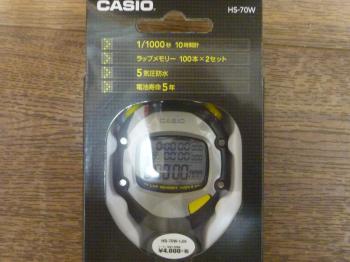 CASIO
HS-70W
1/1000秒 10時間計
ラップメモリー 100本×2セット
5気圧防水
電池寿命5年
CASIO
HS-70W-1JH
¥4,000+税